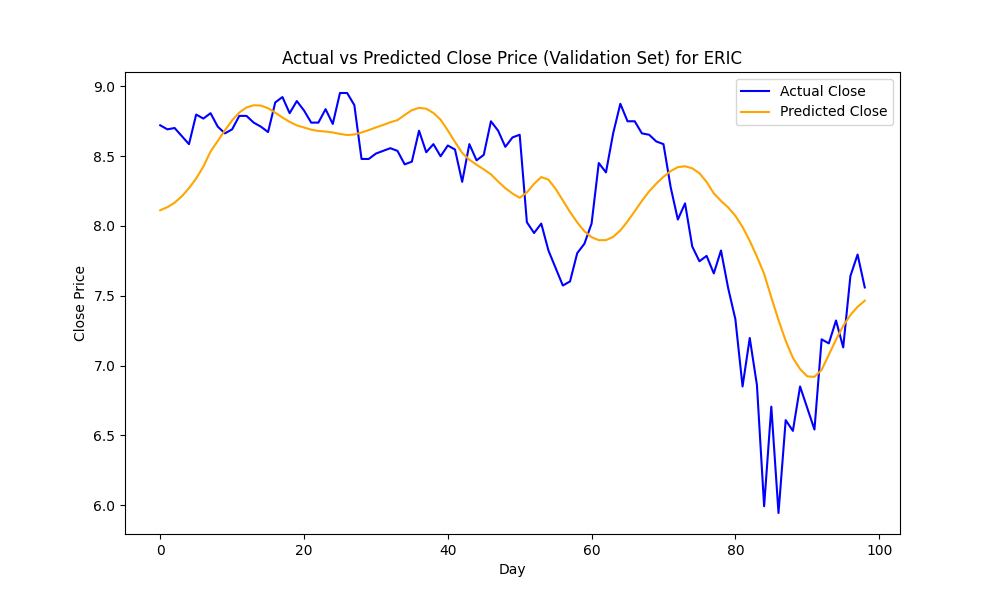 Actual vs Predicted Close Price (Validation Set) for ERIC
Actual Close
Predicted Close
Close Price
9.0
8.5
8.0
7.5
7.0
6.5
6.0
0 20 40 60 80 100
Day